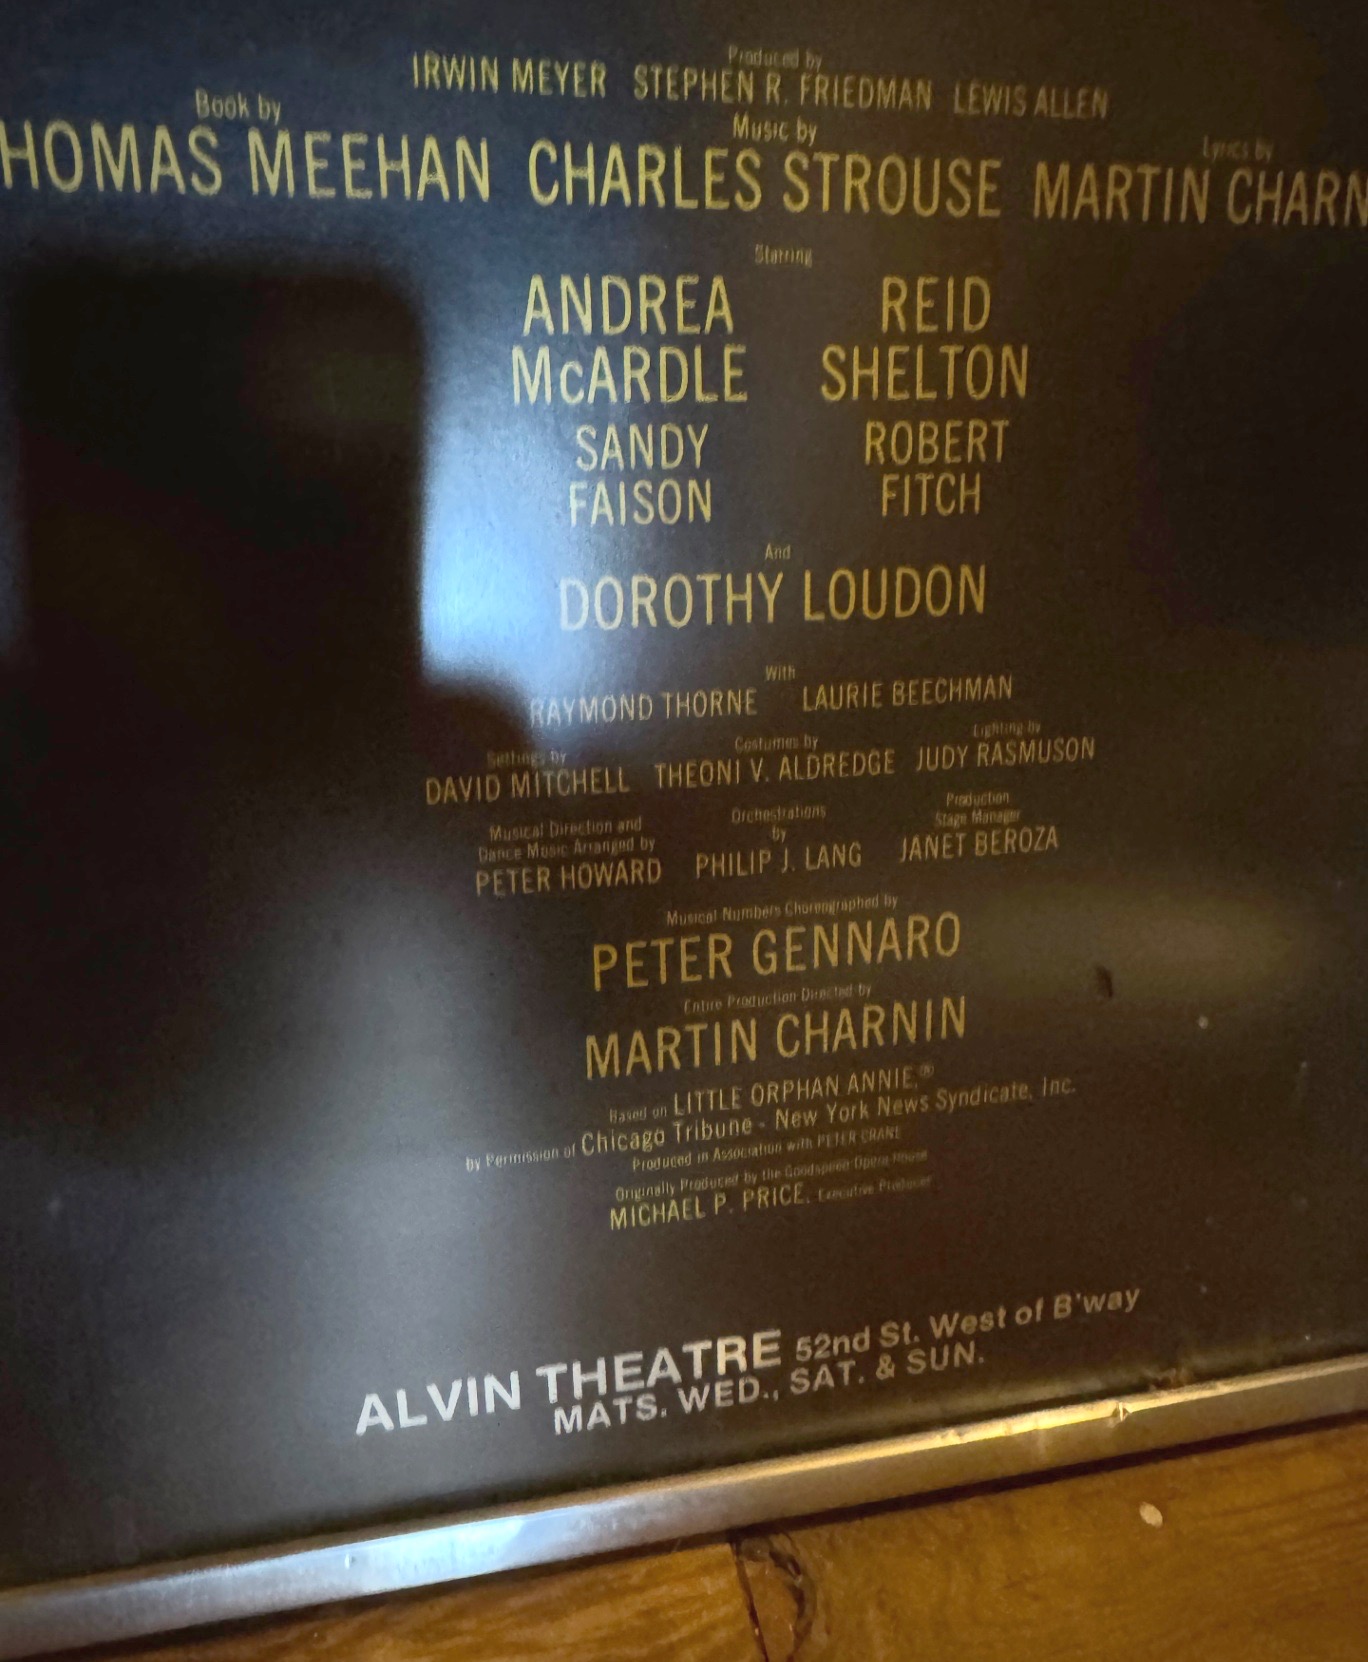 Produced by
IRWIN MEYER STEPHEN R. FRIEDMAN LEWIS ALLEN
Book by Music by Lyrics by
HOMAS MEEHAN CHARLES STROUSE MARTIN CHARN
Starring
ANDREA REID
McARDLE SHELTON
SANDY ROBERT
FAISON FITCH
And
DOROTHY LOUDON
With
RAYMOND THORNE LAURIE BEECHMAN
Settings by Costumes by Lighting by
DAVID MITCHELL THEONI V. ALDREDGE JUDY RASMUSON
Musical Direction and Orchestrations Production
Dance Music Arranged by by Stage Manager
PETER HOWARD PHILIP J. LANG JANET BEROZA
Musical Numbers Choreographed by
PETER GENNARO
Entire Production Directed by
MARTIN CHARNIN
Based on LITTLE ORPHAN ANNIE,®
by Permission of Chicago Tribune - New York News Syndicate, Inc.
Produced in Association with PETER CRANE
Originally Produced by the Goodspeed Opera House
MICHAEL P. PRICE, Executive Producer
ALVIN THEATRE 52nd St. West of B'way
MATS. WED., SAT. & SUN.